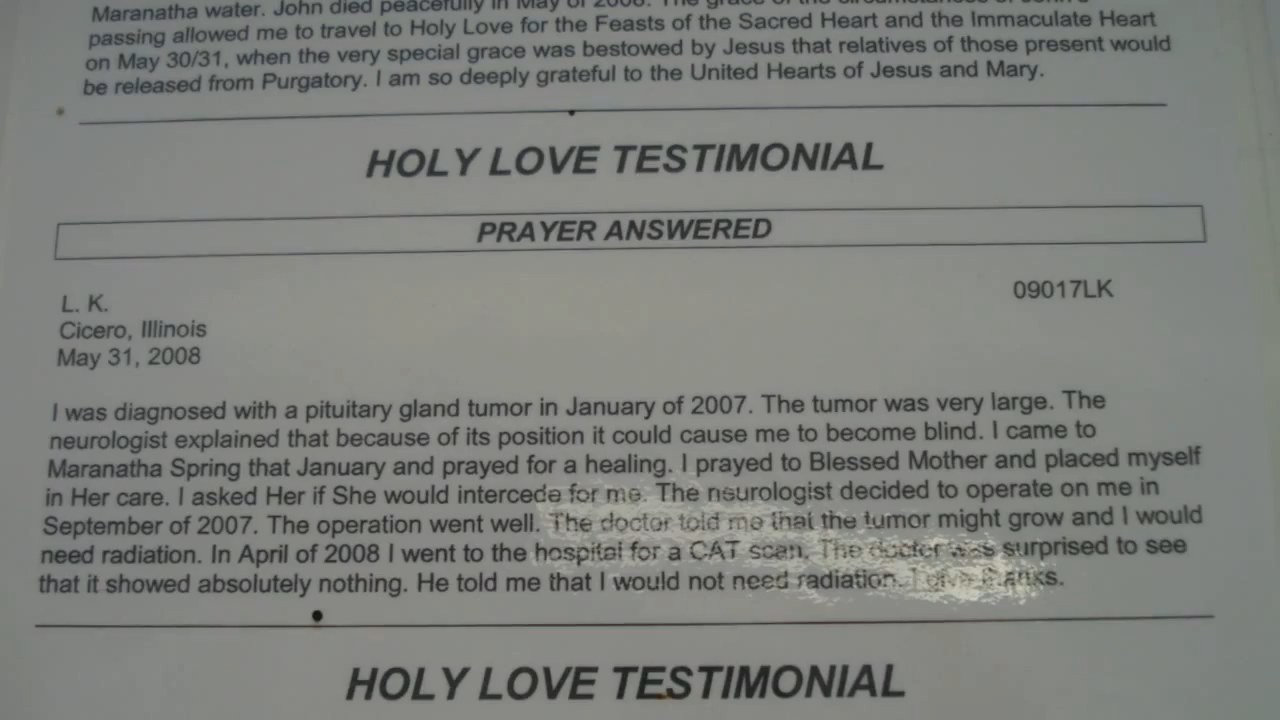 Maranatha water. John died peacefully in May of 2008. The grace of the circumstances of John's
passing allowed me to travel to Holy Love for the Feasts of the Sacred Heart and the Immaculate Heart
on May 30/31, when the very special grace was bestowed by Jesus that relatives of those present would
be released from Purgatory. I am so deeply grateful to the United Hearts of Jesus and Mary.
HOLY LOVE TESTIMONIAL
PRAYER ANSWERED
09017LK
L. K.
Cicero, Illinois
May 31, 2008
I was diagnosed with a pituitary gland tumor in January of 2007. The tumor was very large. The
neurologist explained that because of its position it could cause me to become blind. I came to
Maranatha Spring that January and prayed for a healing. I prayed to Blessed Mother and placed myself
in Her care. I asked Her if She would intercede for me. The neurologist decided to operate on me in
September of 2007. The operation went well. The doctor told me that the tumor might grow and I would
need radiation. In April of 2008 I went to the hospital for a CAT scan. The doctor was surprised to see
that it showed absolutely nothing. He told me that I would not need radiation. I give thanks.
HOLY LOVE TESTIMONIAL